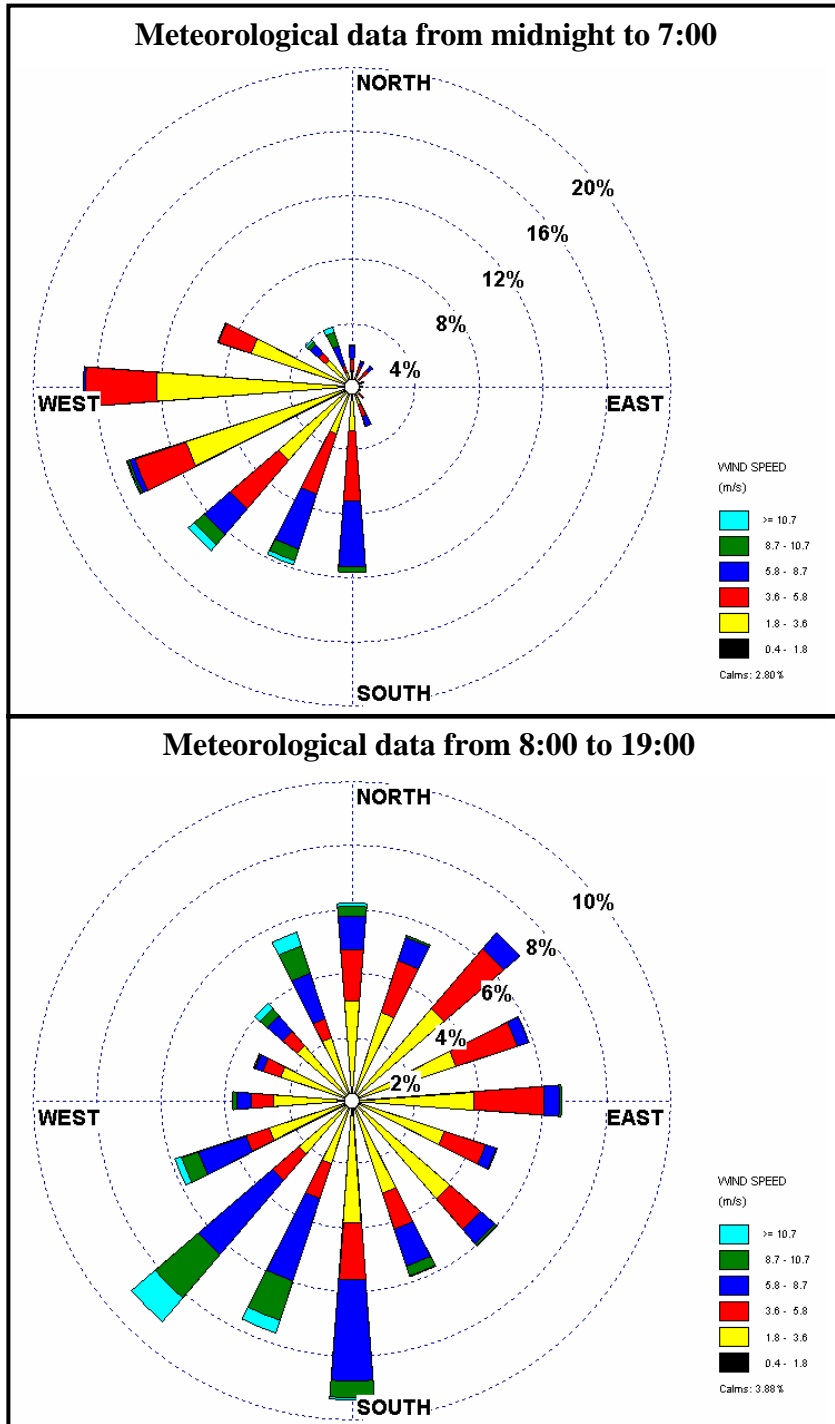 Meteorological data from midnight to 7:00
NORTH
20%
16%
12%
8%
4%
WEST
EAST
WIND SPEED
(m/s)
>= 10.7
8.7 - 10.7
5.8 - 8.7
3.6 - 5.8
1.8 - 3.6
0.4 - 1.8
Calms: 2.80%
SOUTH
Meteorological data from 8:00 to 19:00
NORTH
10%
8%
6%
4%
2%
WEST
EAST
WIND SPEED
(m/s)
>= 10.7
8.7 - 10.7
5.8 - 8.7
3.6 - 5.8
1.8 - 3.6
0.4 - 1.8
Calms: 3.88%
SOUTH